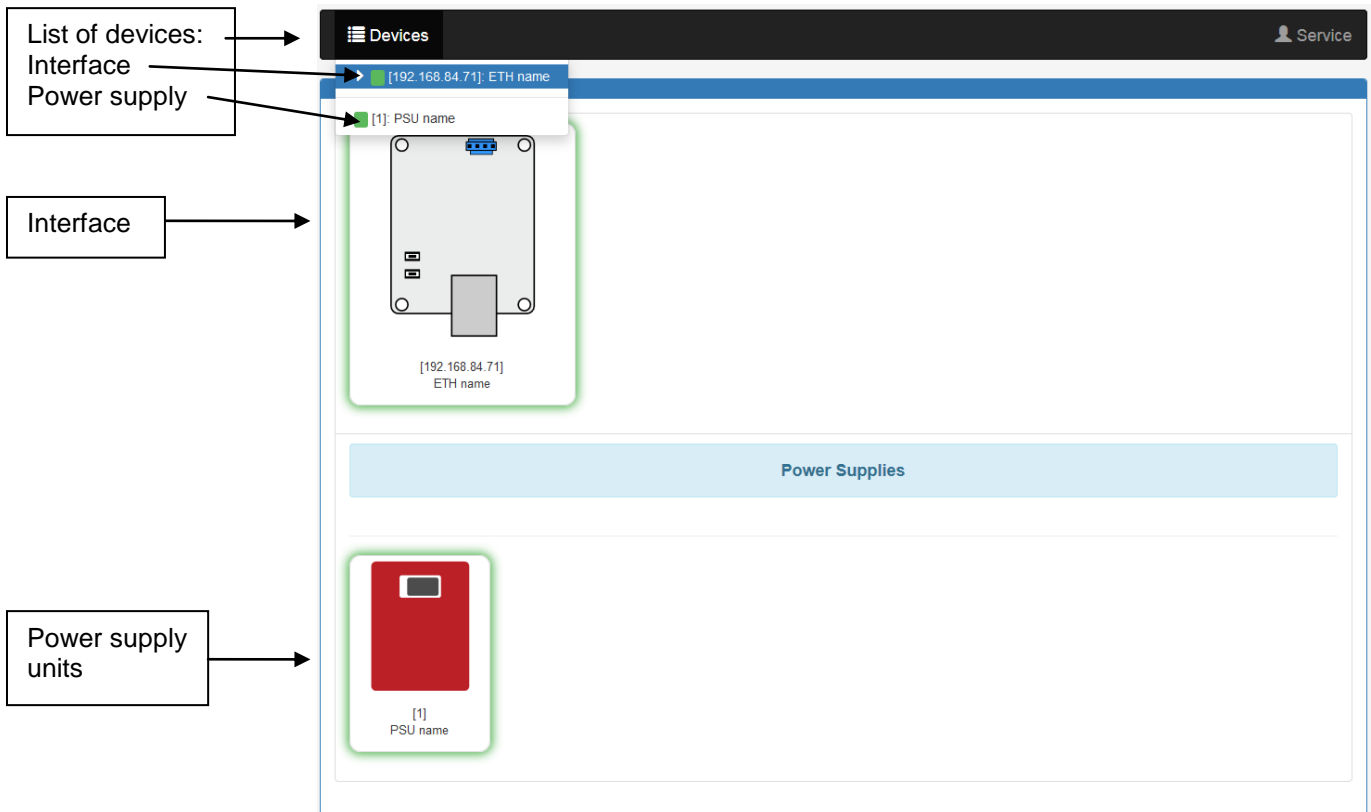 List of devices:
Interface
Power supply
Devices
Service
[192.168.84.71]: ETH name
[1]: PSU name
Interface
[192.168.84.71]
ETH name
Power Supplies
Power supply
units
[1]
PSU name